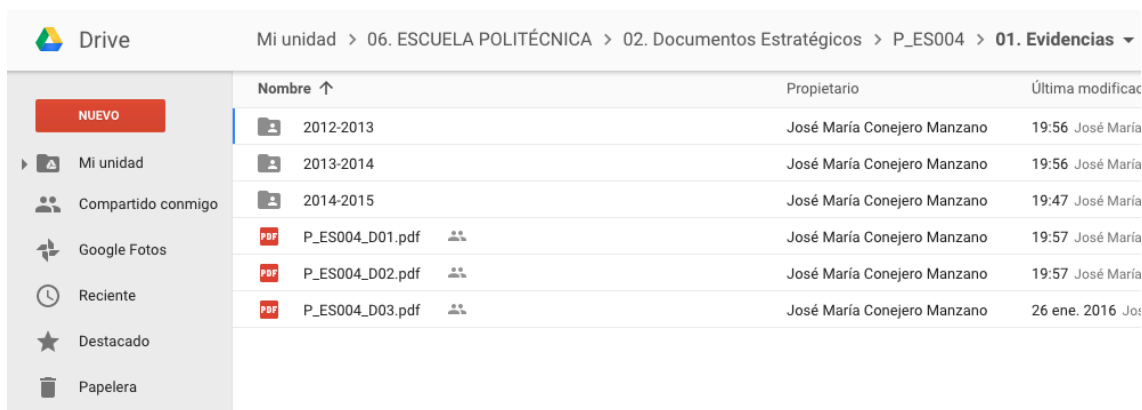 Drive
Mi unidad > 06. ESCUELA POLITÉCNICA > 02. Documentos Estratégicos > P_ES004 > 01. Evidencias
Nombre ↑ Propietario Última modificac
NUEVO
2012-2013 José María Conejero Manzano 19:56 José María
Mi unidad
2013-2014 José María Conejero Manzano 19:56 José María
Compartido conmigo
2014-2015 José María Conejero Manzano 19:47 José María
PDF P_ES004_D01.pdf José María Conejero Manzano 19:57 José María
Google Fotos
PDF P_ES004_D02.pdf José María Conejero Manzano 19:57 José María
Reciente
PDF P_ES004_D03.pdf José María Conejero Manzano 26 ene. 2016 Jos
Destacado
Papelera